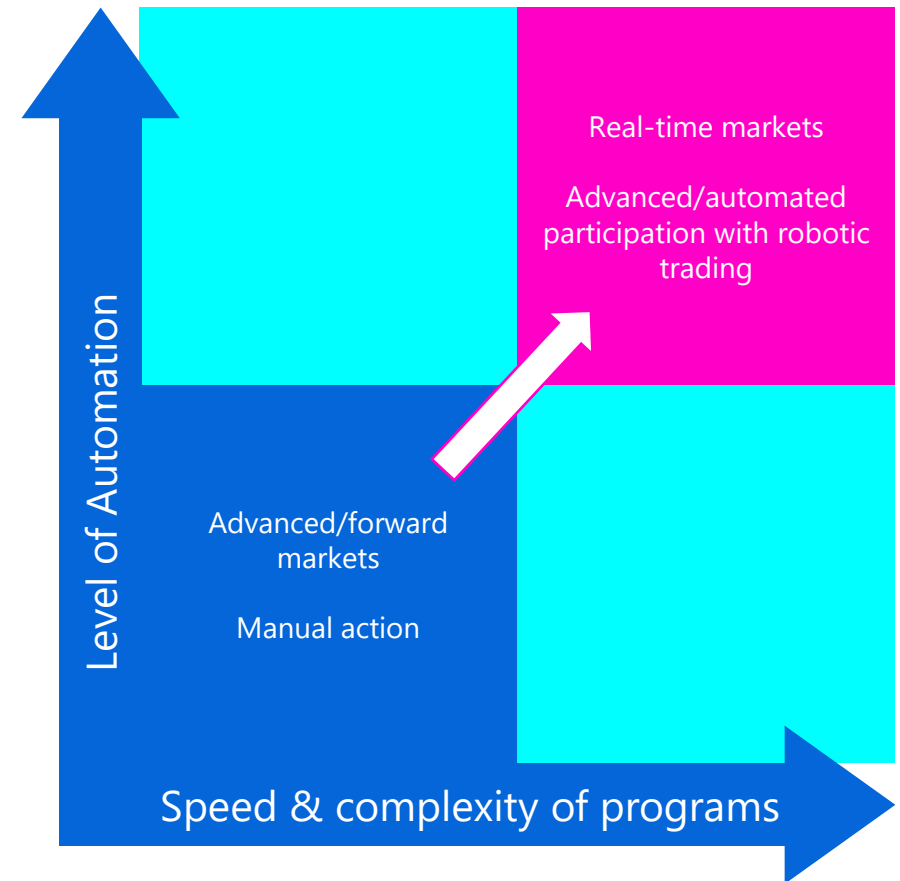 Real-time markets
Advanced/automated
participation with robotic
trading
Level of Automation
Advanced/forward
markets
Manual action
Speed & complexity of programs